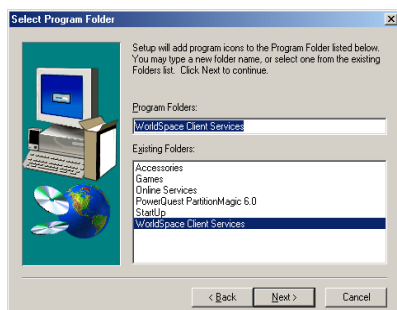 Select Program Folder
Setup will add program icons to the Program Folder listed below.
You may type a new folder name, or select one from the existing
Folders list. Click Next to continue.
Program Folders:
WorldSpace Client Services
Existing Folders:
Accessories
Games
Online Services
PowerQuest PartitionMagic 6.0
StartUp
WorldSpace Client Services
< Back
Next >
Cancel